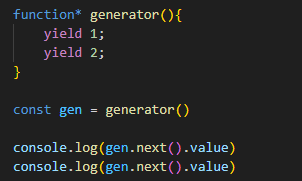 function* generator(){
    yield 1;
    yield 2;
}

const gen = generator()

console.log(gen.next().value)
console.log(gen.next().value)